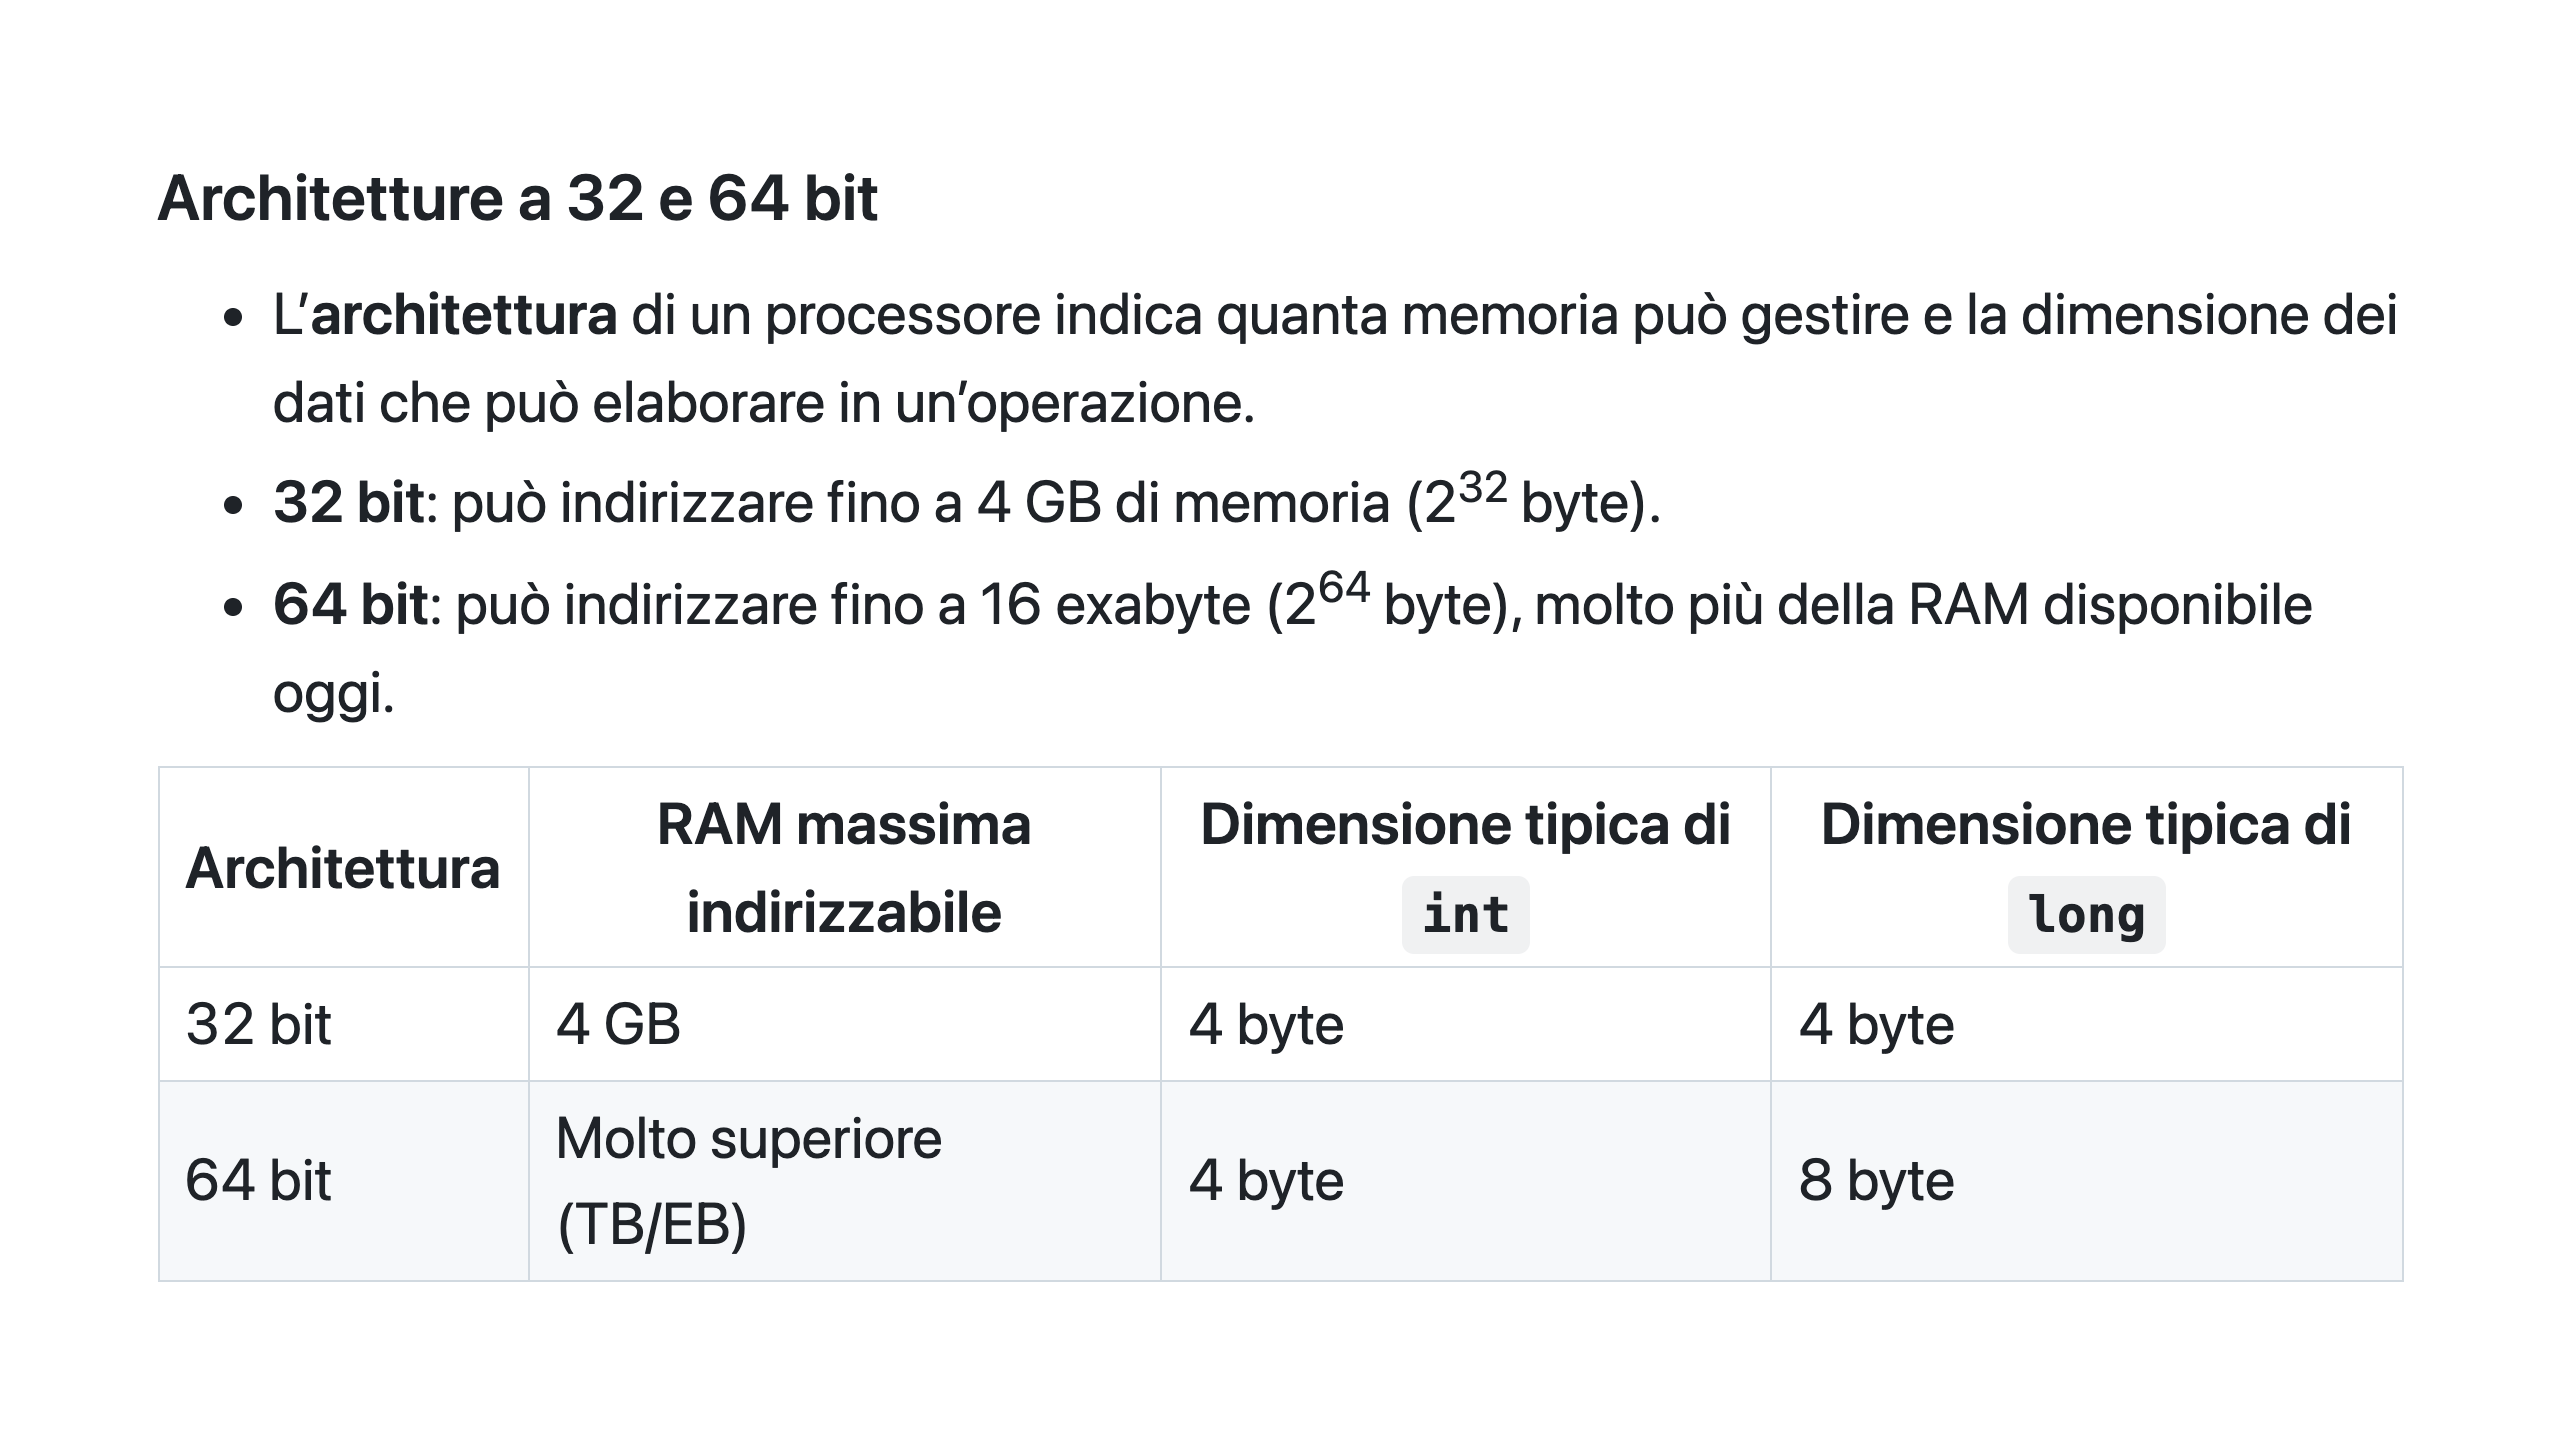 Architetture a 32 e 64 bit
• L’architettura di un processore indica quanta memoria può gestire e la dimensione dei
dati che può elaborare in un’operazione.
• 32 bit: può indirizzare fino a 4 GB di memoria (2^32 byte).
• 64 bit: può indirizzare fino a 16 exabyte (2^64 byte), molto più della RAM disponibile
oggi.
Architettura
RAM massima
indirizzabile
Dimensione tipica di
int
Dimensione tipica di
long
32 bit
4 GB
4 byte
4 byte
64 bit
Molto superiore
(TB/EB)
4 byte
8 byte